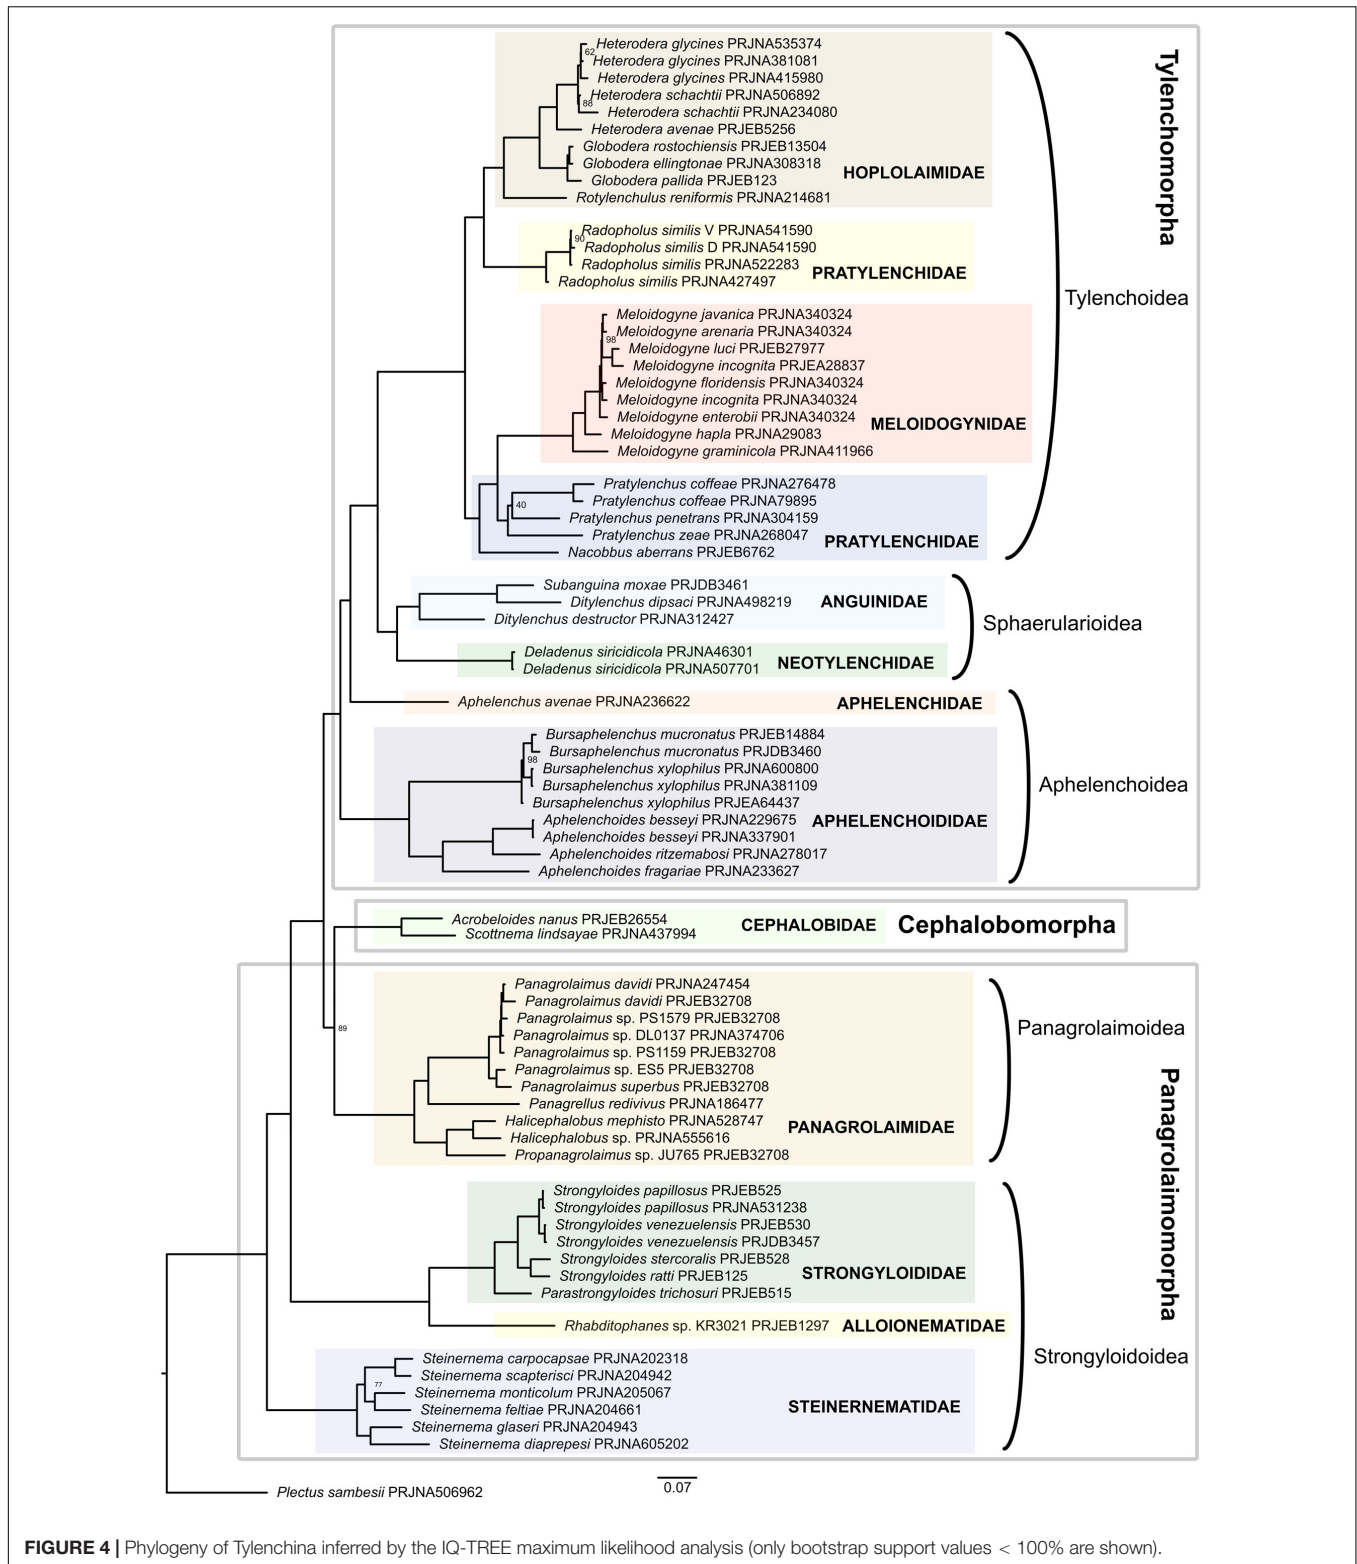 Heterodera glycines PRJNA535374
62
Heterodera glycines PRJNA381081
Heterodera glycines PRJNA415980
Heterodera schachtii PRJNA506892
88
Heterodera schachtii PRJNA234080
Heterodera avenae PRJEB5256
Globodera rostochiensis PRJEB13504
Globodera ellingtonae PRJNA308318
Globodera pallida PRJEB123
Rotylenchulus reniformis PRJNA214681
HOPLOLAIMIDAE
Radopholus similis V PRJNA541590
90
Radopholus similis D PRJNA541590
Radopholus similis PRJNA522283
Radopholus similis PRJNA427497
PRATYLENCHIDAE
Meloidogyne javanica PRJNA340324
Meloidogyne arenaria PRJNA340324
98
Meloidogyne luci PRJEB27977
Meloidogyne incognita PRJEA28837
Meloidogyne floridensis PRJNA340324
Meloidogyne incognita PRJNA340324
Meloidogyne enterobii PRJNA340324
Meloidogyne hapla PRJNA29083
Meloidogyne graminicola PRJNA411966
MELOIDOGYNIDAE
Pratylenchus coffeae PRJNA276478
Pratylenchus coffeae PRJNA79895
40
Pratylenchus penetrans PRJNA304159
Pratylenchus zeae PRJNA268047
Nacobbus aberrans PRJEB6762
PRATYLENCHIDAE
Tylenchoidea
Tylenchomorpha
Subanguina moxae PRJDB3461
Ditylenchus dipsaci PRJNA498219
Ditylenchus destructor PRJNA312427
ANGUINIDAE
Deladenus siricidicola PRJNA46301
Deladenus siricidicola PRJNA507701
NEOTYLENCHIDAE
Sphaerularioidea
Aphelenchus avenae PRJNA236622
APHELENCHIDAE
Bursaphelenchus mucronatus PRJEB14884
Bursaphelenchus mucronatus PRJDB3460
98
Bursaphelenchus xylophilus PRJNA600800
Bursaphelenchus xylophilus PRJNA381109
Bursaphelenchus xylophilus PRJEA64437
Aphelenchoides besseyi PRJNA229675
Aphelenchoides besseyi PRJNA337901
Aphelenchoides ritzemabosi PRJNA278017
Aphelenchoides fragariae PRJNA233627
APHELENCHOIDIDAE
Aphelenchoidea
Acrobeloides nanus PRJEB26554
Scottnema lindsayae PRJNA437994
CEPHALOBIDAE
Cephalobomorpha
89
Panagrolaimus davidi PRJNA247454
Panagrolaimus davidi PRJEB32708
Panagrolaimus sp. PS1579 PRJEB32708
Panagrolaimus sp. DL0137 PRJNA374706
Panagrolaimus sp. PS1159 PRJEB32708
Panagrolaimus sp. ES5 PRJEB32708
Panagrolaimus superbus PRJEB32708
Panagrellus redivivus PRJNA186477
Halicephalobus mephisto PRJNA528747
Halicephalobus sp. PRJNA555616
Propanagrolaimus sp. JU765 PRJEB32708
PANAGROLAIMIDAE
Panagrolaimoidea
Panagrolaimomorpha
Strongyloides papillosus PRJEB525
Strongyloides papillosus PRJNA531238
Strongyloides venezuelensis PRJEB530
Strongyloides venezuelensis PRJDB3457
Strongyloides stercoralis PRJEB528
Strongyloides ratti PRJEB125
Parastrongyloides trichosuri PRJEB515
STRONGYLOIDIDAE
Rhabditophanes sp. KR3021 PRJEB1297
ALLOIONEMATIDAE
Strongyloidoidea
Steinernema carpocapsae PRJNA202318
Steinernema scapterisci PRJNA204942
77
Steinernema monticolum PRJNA205067
Steinernema feltiae PRJNA204661
Steinernema glaseri PRJNA204943
Steinernema diaprepesi PRJNA605202
STEINERNEMATIDAE
Plectus sambesii PRJNA506962
0.07
FIGURE 4 | Phylogeny of Tylenchina inferred by the IQ-TREE maximum likelihood analysis (only bootstrap support values < 100% are shown).